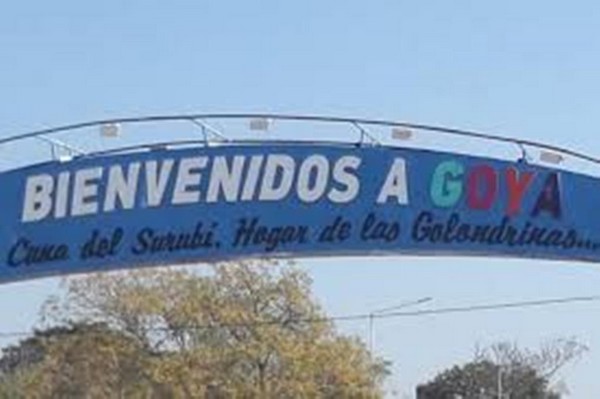 BIENVENIDOS A GOYA
Cuna del Surubí, Hogar de las Golondrinas...